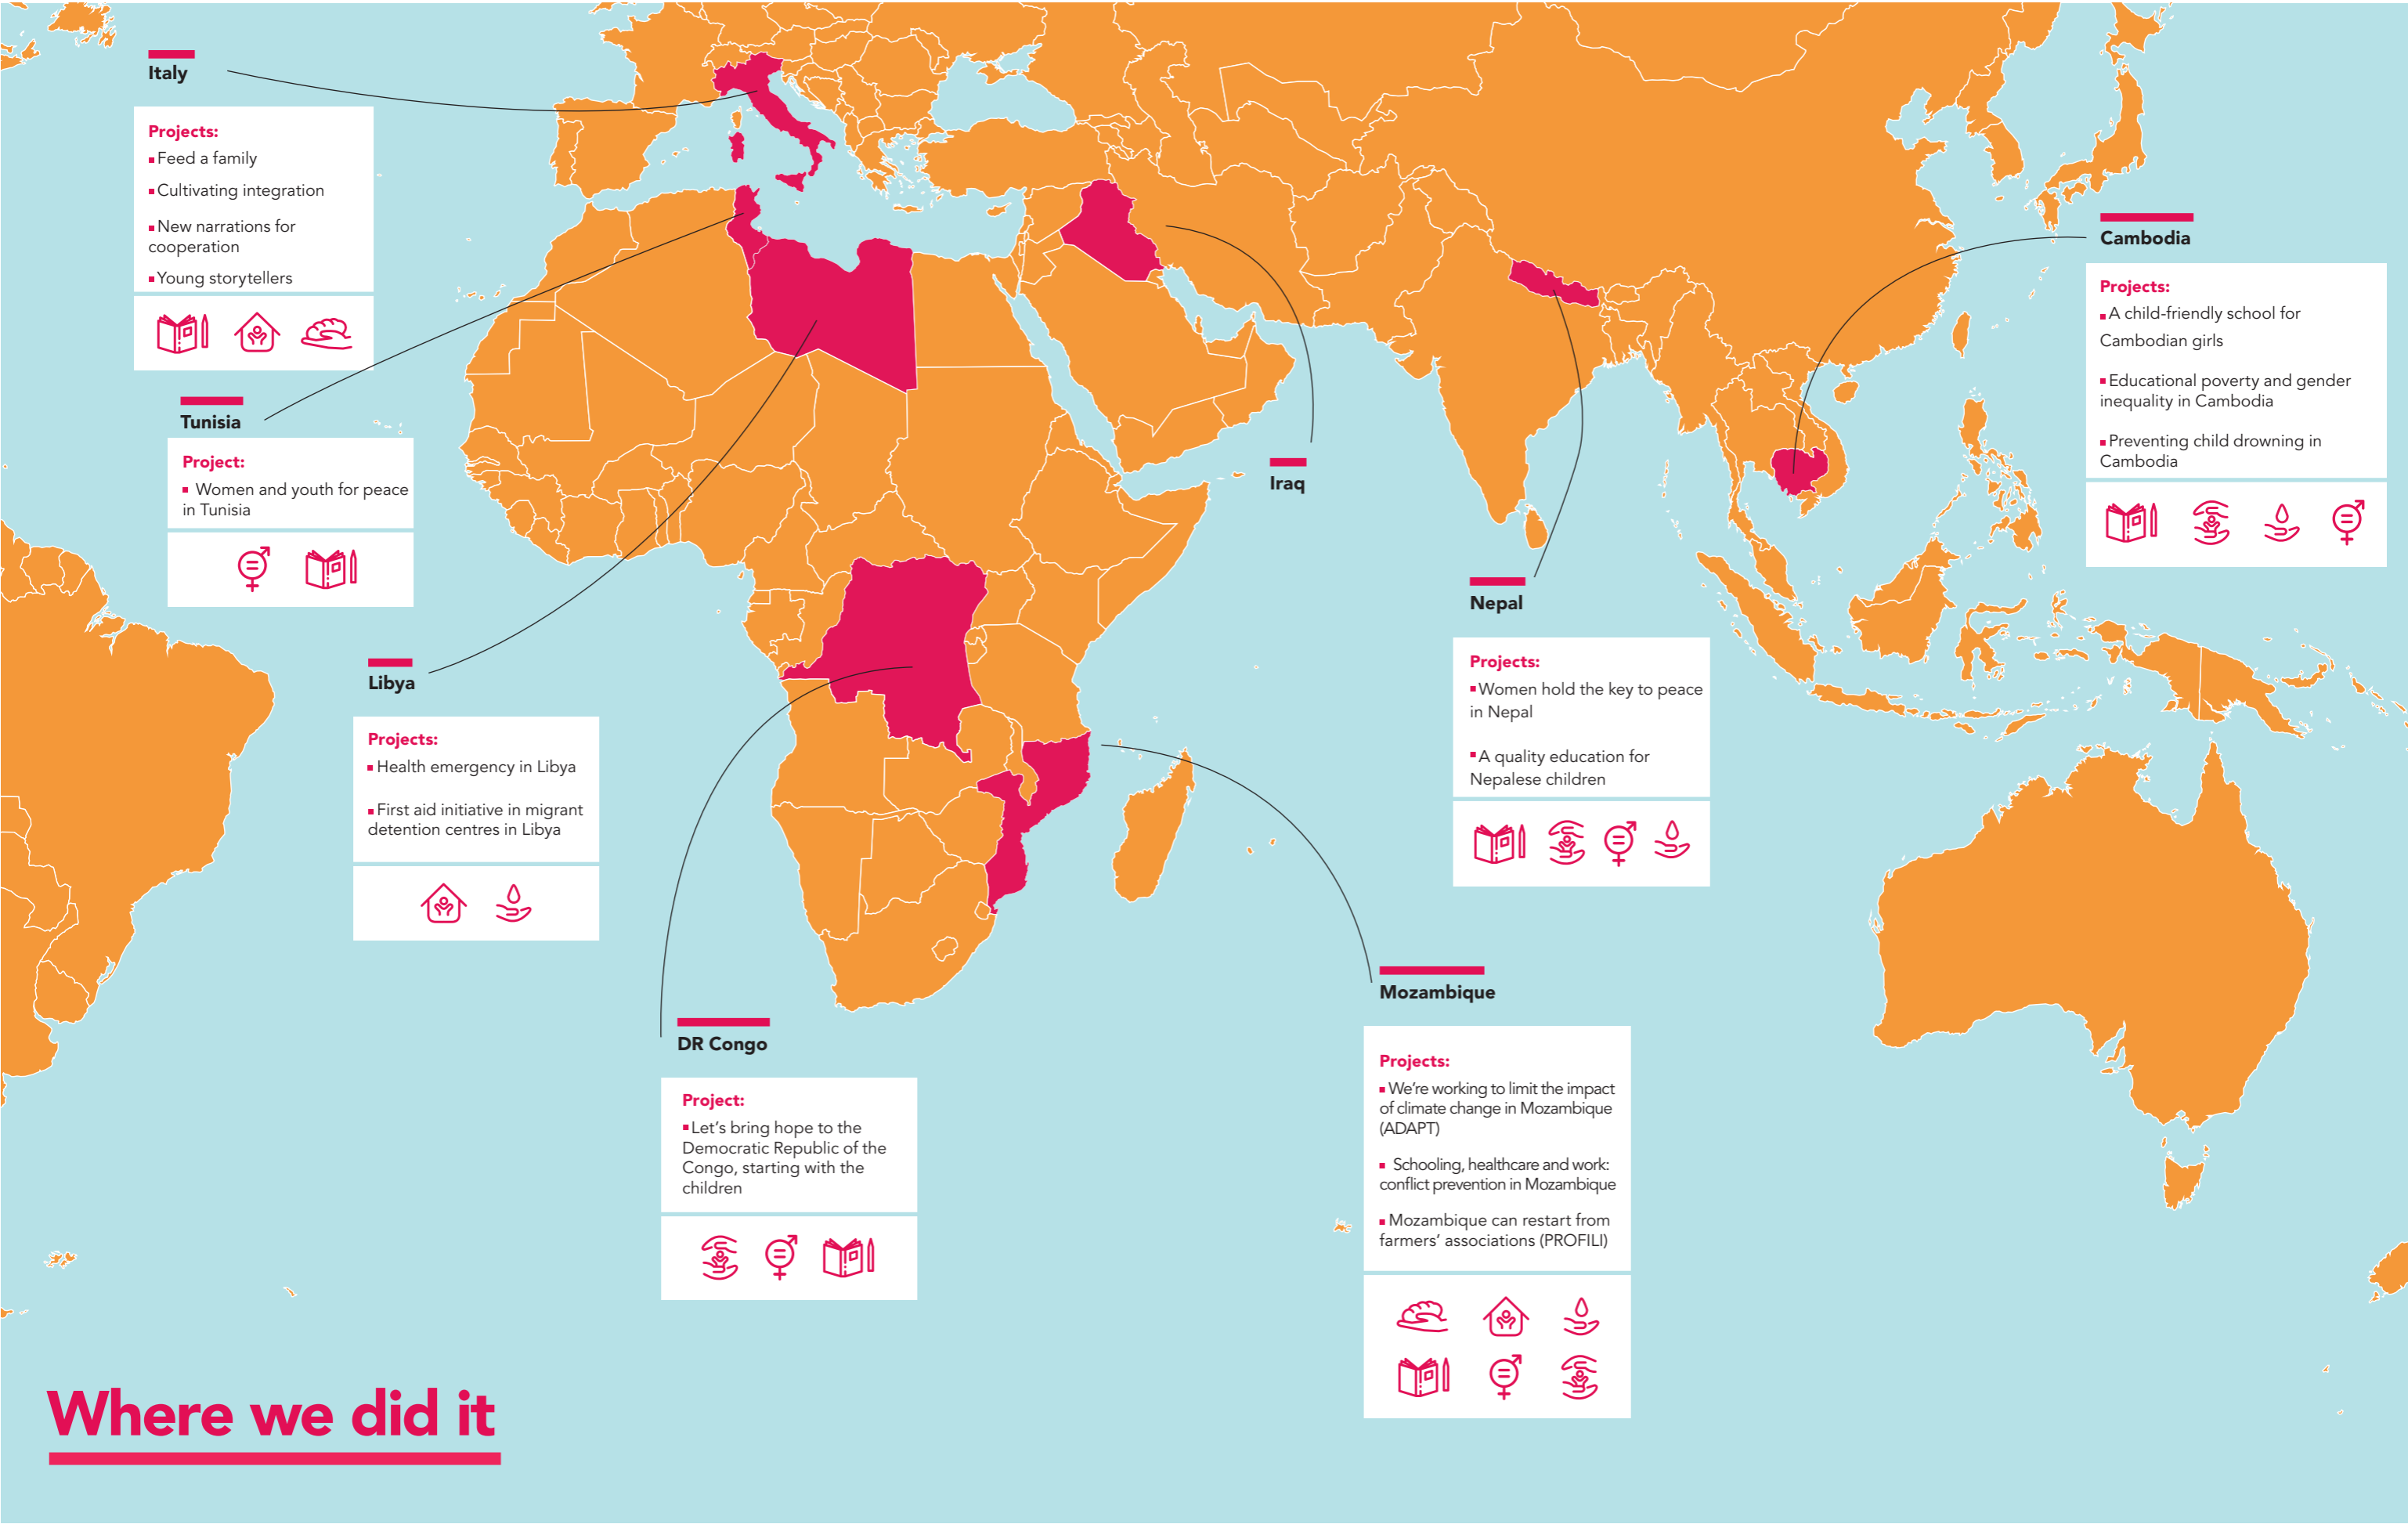 Italy
Projects:
▪Feed a family
▪Cultivating integration
▪New narrations for
cooperation
▪Young storytellers
Tunisia
Project:
▪ Women and youth for peace
in Tunisia
Libya
Projects:
▪Health emergency in Libya
▪First aid initiative in migrant
detention centres in Libya
DR Congo
Project:
▪Let's bring hope to the
Democratic Republic of the
Congo, starting with the
children
Iraq
Nepal
Projects:
▪Women hold the key to peace
in Nepal
▪A quality education for
Nepalese children
Mozambique
Projects:
▪We're working to limit the impact
of climate change in Mozambique
(ADAPT)
▪ Schooling, healthcare and work:
conflict prevention in Mozambique
▪Mozambique can restart from
farmers' associations (PROFILI)
Cambodia
Projects:
▪A child-friendly school for
Cambodian girls
▪Educational poverty and gender
inequality in Cambodia
▪Preventing child drowning in
Cambodia
Where we did it